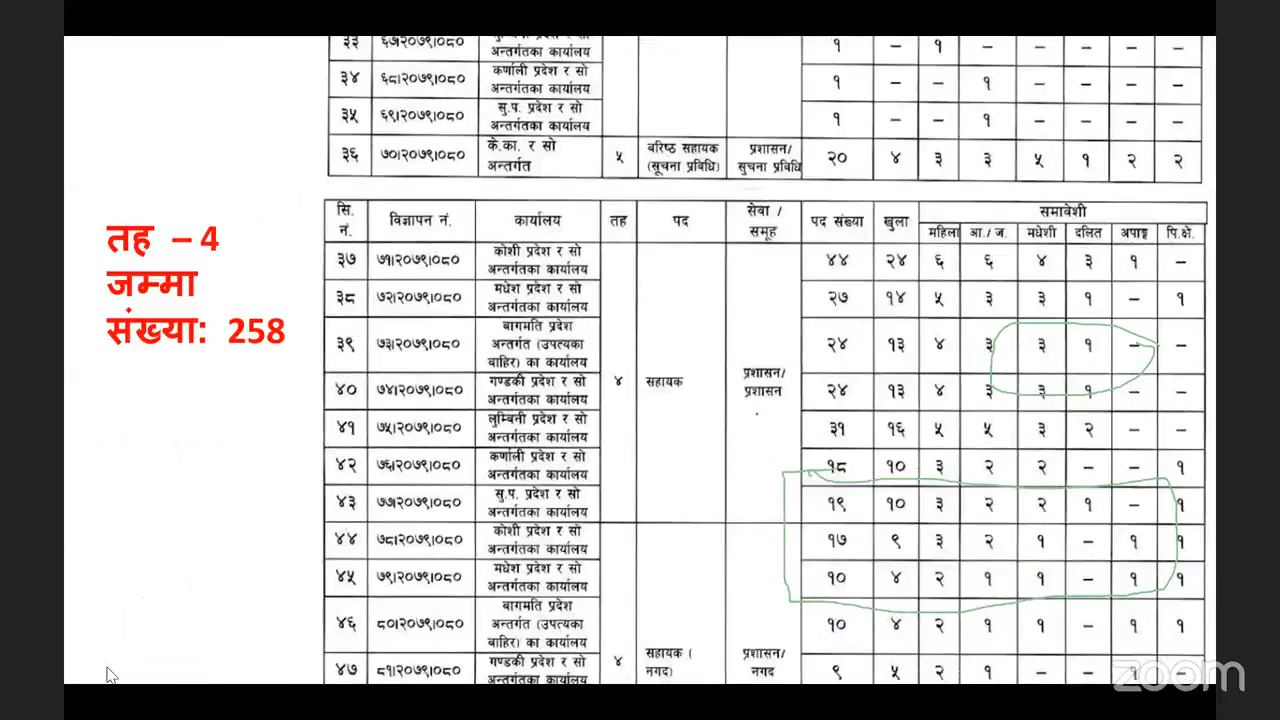 ३३ ६७।२०७९।०८० अन्तर्गतका कार्यालय १ – १ – – – – –
३४ ६८।२०७९।०८० कर्णाली प्रदेश र सो अन्तर्गतका कार्यालय १ – – १ – – – –
३५ ६९।२०७९।०८० सु.प. प्रदेश र सो अन्तर्गतका कार्यालय १ – – १ – – – –
३६ ७०।२०७९।०८० के.का. र सो अन्तर्गत ५ बरिष्ठ सहायक (सूचना प्रविधि) प्रशासन/ सुचना प्रविधि २० ४ ३ ३ ५ १ २ २
तह – 4
जम्मा
संख्या: 258
सि. नं. विज्ञापन नं. कार्यालय तह पद सेवा / समूह पद संख्या खुला समावेशी
महिला आ./ ज. मधेशी दलित अपाङ्ग पि.क्षे.
३७ ७१।२०७९।०८० कोशी प्रदेश र सो अन्तर्गतका कार्यालय ४४ २४ ६ ६ ४ ३ १ –
३८ ७२।२०७९।०८० मधेश प्रदेश र सो अन्तर्गतका कार्यालय २७ १४ ५ ३ ३ १ – १
३९ ७३।२०७९।०८० बागमति प्रदेश अन्तर्गत (उपत्यका बाहिर) का कार्यालय २४ १३ ४ ३ ३ १ – –
४० ७४।२०७९।०८० गण्डकी प्रदेश र सो अन्तर्गतका कार्यालय ४ सहायक प्रशासन/ प्रशासन २४ १३ ४ ३ ३ १ – –
४१ ७५।२०७९।०८० लुम्बिनी प्रदेश र सो अन्तर्गतका कार्यालय ३१ १६ ५ ५ ३ २ – –
४२ ७६।२०७९।०८० कर्णाली प्रदेश र सो अन्तर्गतका कार्यालय १८ १० ३ २ २ – – १
४३ ७७।२०७९।०८० सु.प. प्रदेश र सो अन्तर्गतका कार्यालय १९ १० ३ २ २ १ – १
४४ ७८।२०७९।०८० कोशी प्रदेश र सो अन्तर्गतका कार्यालय १७ ९ ३ २ १ – १ १
४५ ७९।२०७९।०८० मधेश प्रदेश र सो अन्तर्गतका कार्यालय १० ४ २ १ १ – १ १
४६ ८०।२०७९।०८० बागमति प्रदेश अन्तर्गत (उपत्यका बाहिर) का कार्यालय १० ४ २ १ १ – १ १
४७ ८१।२०७९।०८० गण्डकी प्रदेश र सो अन्तर्गतका कार्यालय ४ सहायक ( नगद) प्रशासन/ नगद ९ ५ २ १ – – १ –
zoom